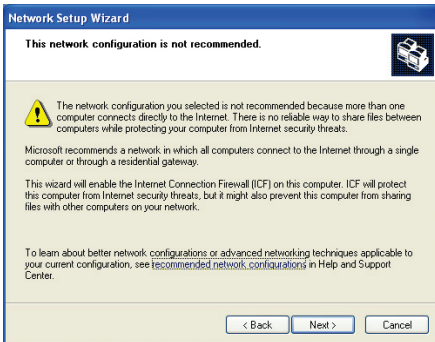 Network Setup Wizard
This network configuration is not recommended.
The network configuration you selected is not recommended because more than one
computer connects directly to the Internet. There is no reliable way to share files between
computers while protecting your computer from Internet security threats.
Microsoft recommends a network in which all computers connect to the Internet through a single
computer or through a residential gateway.
This wizard will enable the Internet Connection Firewall (ICF) on this computer. ICF will protect
this computer from Internet security threats, but it might also prevent this computer from sharing
files with other computers on your network.
To learn about better network configurations or advanced networking techniques applicable to
your current configuration, see recommended network configurations in Help and Support
Center.
< Back Next > Cancel